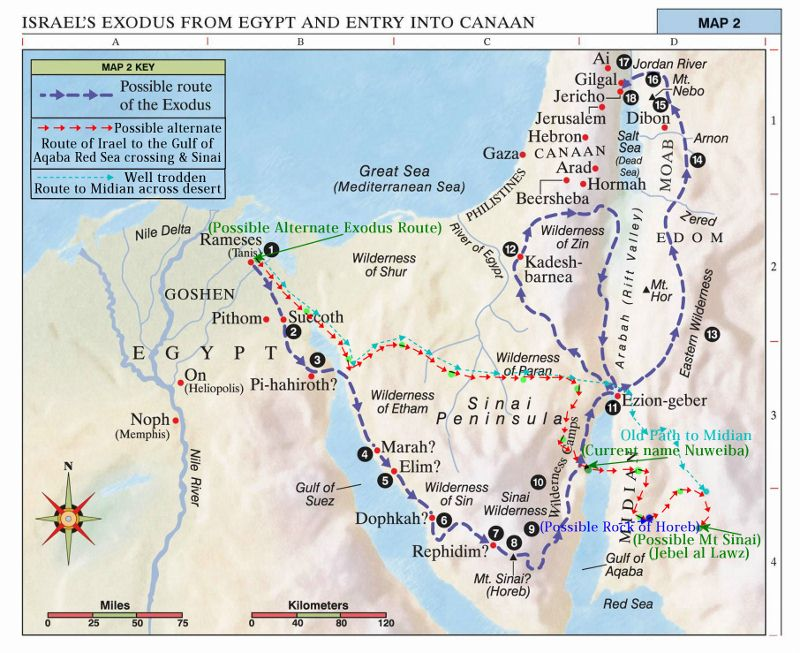 ISRAEL'S EXODUS FROM EGYPT AND ENTRY INTO CANAAN
MAP 2
A
B
C
D
MAP 2 KEY
Possible route
of the Exodus
Possible alternate
Route of Irael to the Gulf of
Aqaba Red Sea crossing & Sinai
Well trodden
Route to Midian across desert
Ai
17
Jordan River
Gilgal
16
Mt.
Nebo
Jericho
18
15
Jerusalem
Dibon
1
Hebron
Salt
Sea
(Dead
Sea)
Arnon
Gaza
CANAAN
MOAB
14
Arad
Hormah
Beersheba
Great Sea
(Mediterranean Sea)
PHILISTINES
Zered
EDOM
Nile Delta
(Possible Alternate Exodus Route)
Rameses
(Tanis)
1
River of Egypt
12
Wilderness
of Zin
Wilderness
of Shur
Kadesh-
barnea
2
GOSHEN
Arabah (Rift Valley)
Mt.
Hor
Pithom
Succoth
2
Eastern Wilderness
13
EGYPT
3
Wilderness
of Paran
On
(Heliopolis)
Pi-hahiroth?
Wilderness
of Etham
Sinai
Peninsula
11
Ezion-geber
3
Noph
(Memphis)
Old Path to Midian
4
Marah?
(Current name Nuweiba)
Elim?
5
Nile River
N
Gulf of
Suez
Wilderness
of Sin
10
Wilderness Camps
MIDIAN
Sinai
Wilderness
Dophkah?
6
7
8
9
(Possible Rock of Horeb)
(Possible Mt Sinai)
(Jebel al Lawz)
Rephidim?
Mt. Sinai?
(Horeb)
Gulf of
Aqaba
4
Red Sea
Miles
0 25 50 75
Kilometers
0 40 80 120